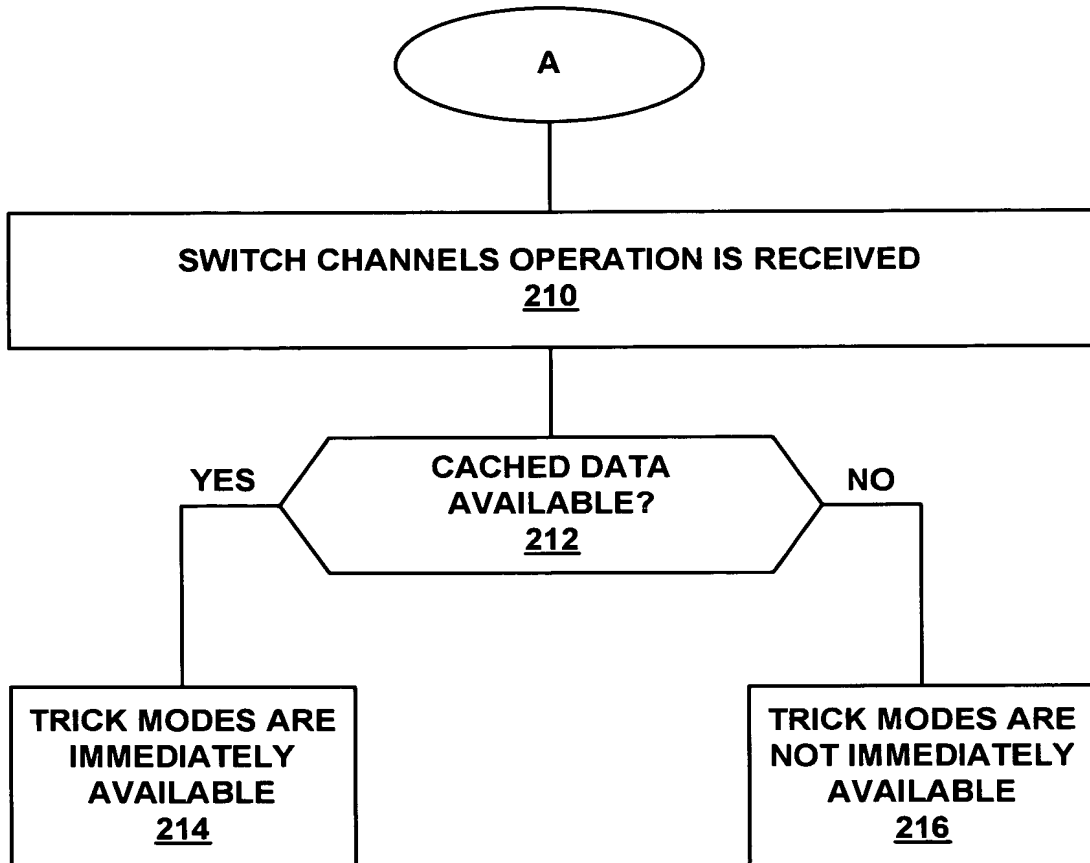 A
SWITCH CHANNELS OPERATION IS RECEIVED
210
CACHED DATA
AVAILABLE?
212
YES
NO
TRICK MODES ARE
IMMEDIATELY
AVAILABLE
214
TRICK MODES ARE
NOT IMMEDIATELY
AVAILABLE
216